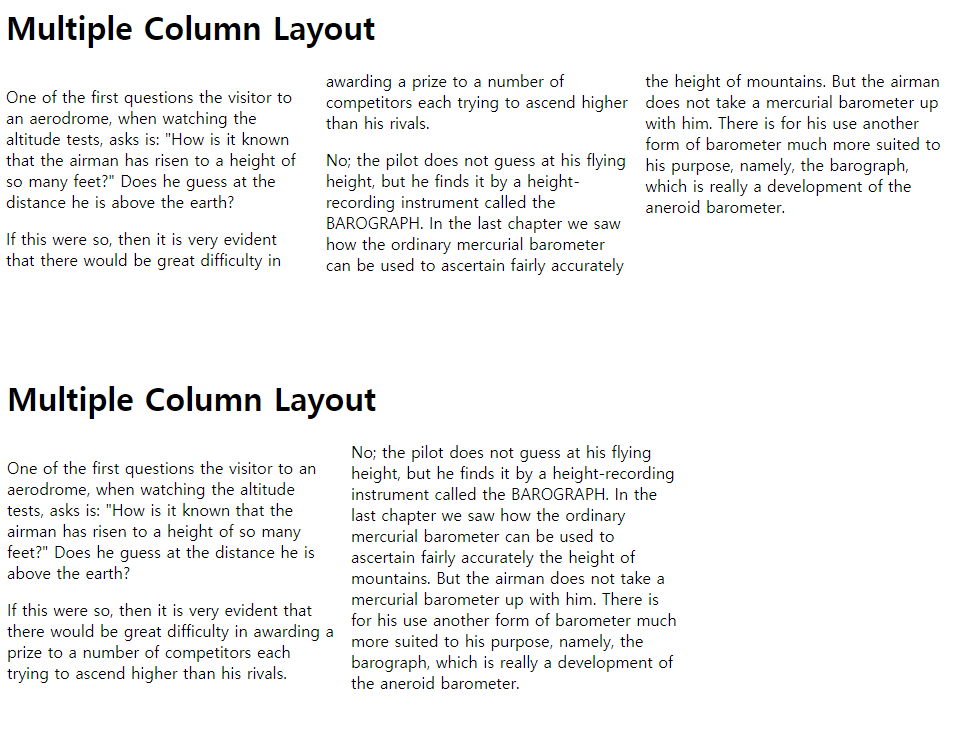 Multiple Column Layout
One of the first questions the visitor to
an aerodrome, when watching the
altitude tests, asks is: "How is it known
that the airman has risen to a height of
so many feet?" Does he guess at the
distance he is above the earth?
If this were so, then it is very evident
that there would be great difficulty in
awarding a prize to a number of
competitors each trying to ascend higher
than his rivals.
No; the pilot does not guess at his flying
height, but he finds it by a height-
recording instrument called the
BAROGRAPH. In the last chapter we saw
how the ordinary mercurial barometer
can be used to ascertain fairly accurately
the height of mountains. But the airman
does not take a mercurial barometer up
with him. There is for his use another
form of barometer much more suited to
his purpose, namely, the barograph,
which is really a development of the
aneroid barometer.
Multiple Column Layout
One of the first questions the visitor to an
aerodrome, when watching the altitude
tests, asks is: "How is it known that the
airman has risen to a height of so many
feet?" Does he guess at the distance he is
above the earth?
If this were so, then it is very evident that
there would be great difficulty in awarding a
prize to a number of competitors each
trying to ascend higher than his rivals.
No; the pilot does not guess at his flying
height, but he finds it by a height-recording
instrument called the BAROGRAPH. In the
last chapter we saw how the ordinary
mercurial barometer can be used to
ascertain fairly accurately the height of
mountains. But the airman does not take a
mercurial barometer up with him. There is
for his use another form of barometer much
more suited to his purpose, namely, the
barograph, which is really a development of
the aneroid barometer.